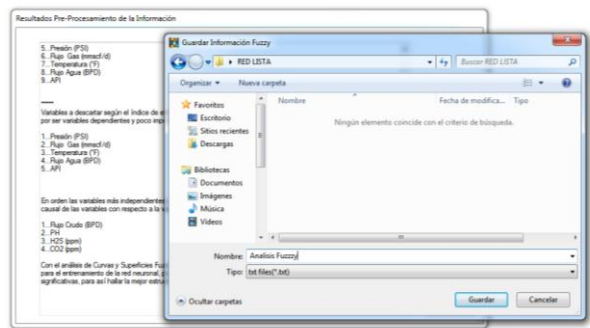 Resultados Pre-Procesamiento de la Información
5...Presión (PSI)
6...Flujo Gas (mmscf/d)
7...Temperatura (°F)
8...Flujo Agua (BPD)
9...API
-----
Variables a descartar según el índice de e
por ser variables dependientes y poco imp
1...Presión (PSI)
2...Flujo Gas (mmscf/d)
3...Temperatura (°F)
4...Flujo Agua (BPD)
5...API
En orden las variables más independientes
causal de las variables con respecto a la v
1...Flujo Crudo (BPD)
2...PH
3...H2S (ppm)
4...CO2 (ppm)
Con el análisis de Curvas y Superficies Fuz
para el entrenamiento de la red neuronal, p
significativas, para así hallar la mejor estru
Guardar Información Fuzzy
RED LISTA
Buscar RED LISTA
Organizar
Nueva carpeta
Favoritos
Escritorio
Sitios recientes
Descargas
Bibliotecas
Documentos
Imágenes
Música
Vídeos
Nombre
Fecha de modifica...
Tipo
Ningún elemento coincide con el criterio de búsqueda.
Nombre: Analisis Fuzzzy
Tipo: txt files(*.txt)
Ocultar carpetas
Guardar
Cancelar